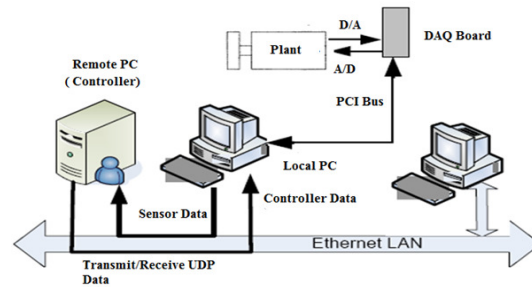 D/A
DAQ Board
Plant
A/D
Remote PC
( Controller)
PCI Bus
Local PC
Controller Data
Sensor Data
Ethernet LAN
Transmit/Receive UDP
Data